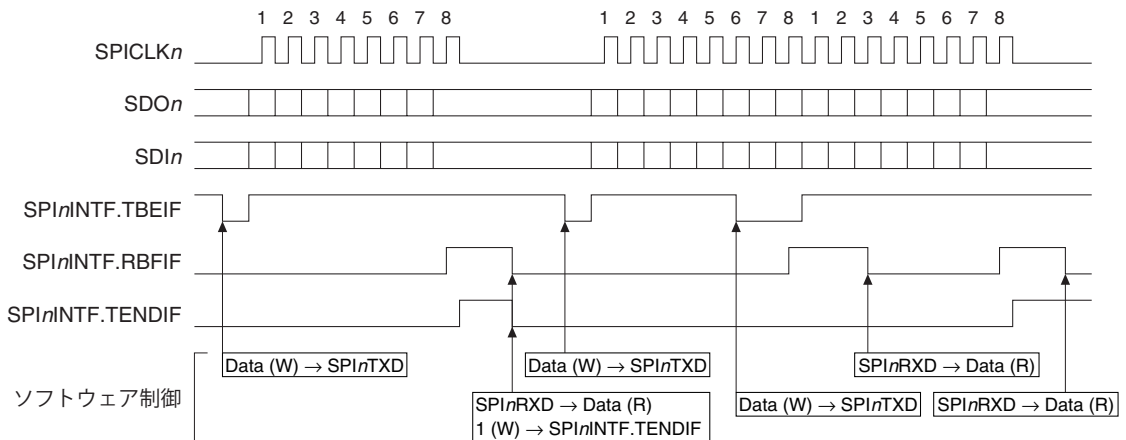 1 2 3 4 5 6 7 8 1 2 3 4 5 6 7 8 1 2 3 4 5 6 7 8
SPICLKn
SDOn
SDIn
SPInINTF.TBEIF
SPInINTF.RBFIF
SPInINTF.TENDIF
ソフトウェア制御
Data (W) → SPInTXD
Data (W) → SPInTXD
SPInRXD → Data (R)
SPInRXD → Data (R)
1 (W) → SPInINTF.TENDIF
Data (W) → SPInTXD
SPInRXD → Data (R)